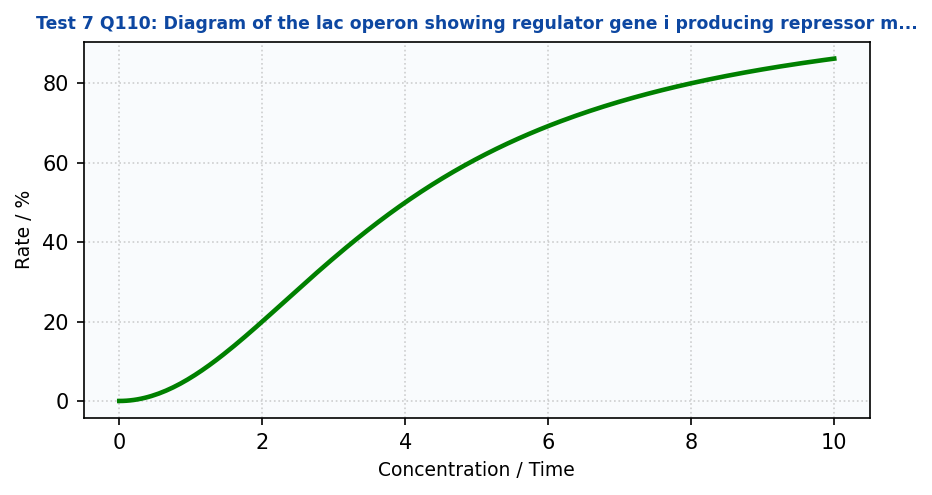 Test 7 Q110: Diagram of the lac operon showing regulator gene i producing repressor m...
80
60
40
20
0
Rate / %
0 2 4 6 8 10
Concentration / Time